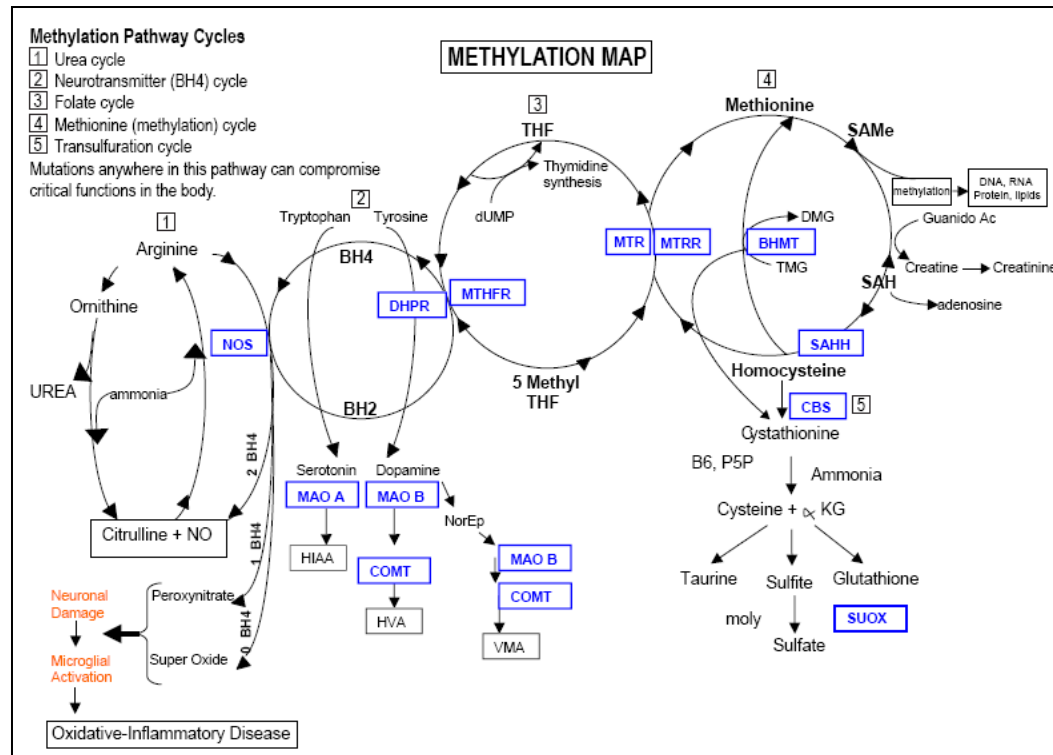 Methylation Pathway Cycles
1 Urea cycle
2 Neurotransmitter (BH4) cycle
3 Folate cycle
4 Methionine (methylation) cycle
5 Transulfuration cycle
Mutations anywhere in this pathway can compromise
critical functions in the body.
METHYLATION MAP
1
Arginine
Ornithine
UREA
ammonia
NOS
Citrulline + NO
2 BH4
1 BH4
0 BH4
Peroxynitrate
Super Oxide
Neuronal
Damage
Microglial
Activation
Oxidative-Inflammatory Disease
2
Tryptophan
Tyrosine
BH4
DHPR
BH2
Serotonin
MAO A
HIAA
Dopamine
MAO B
COMT
HVA
NorEp
MAO B
COMT
VMA
3
THF
Thymidine
synthesis
dUMP
MTHFR
5 Methyl
THF
MTR
MTRR
4
Methionine
SAMe
methylation
DNA, RNA
Protein, lipids
Guanido Ac
Creatine
Creatinine
SAH
adenosine
DMG
BHMT
TMG
SAHH
Homocysteine
CBS
5
Cystathionine
B6, P5P
Ammonia
Cysteine + α KG
Taurine
Sulfite
Glutathione
moly
SUOX
Sulfate